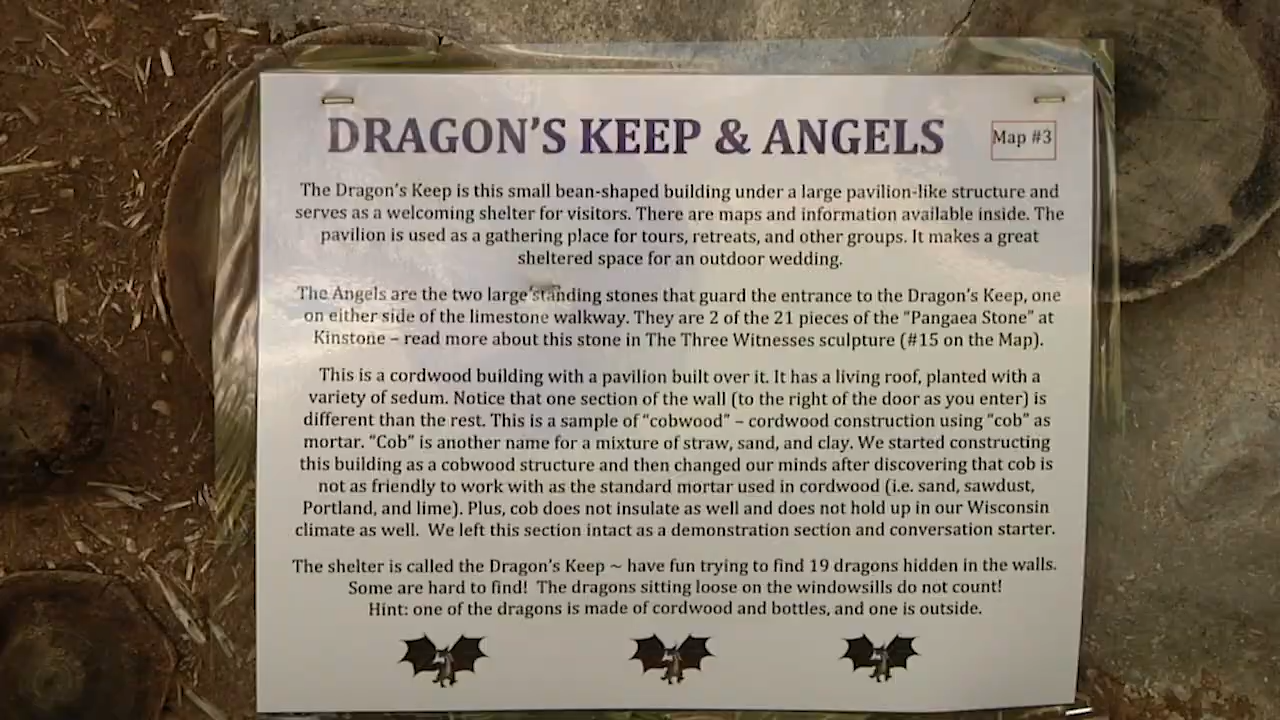 DRAGON'S KEEP & ANGELS
Map #3
The Dragon's Keep is this small bean-shaped building under a large pavilion-like structure and
serves as a welcoming shelter for visitors. There are maps and information available inside. The
pavilion is used as a gathering place for tours, retreats, and other groups. It makes a great
sheltered space for an outdoor wedding.
The Angels are the two large standing stones that guard the entrance to the Dragon's Keep, one
on either side of the limestone walkway. They are 2 of the 21 pieces of the "Pangaea Stone" at
Kinstone – read more about this stone in The Three Witnesses sculpture (#15 on the Map).
This is a cordwood building with a pavilion built over it. It has a living roof, planted with a
variety of sedum. Notice that one section of the wall (to the right of the door as you enter) is
different than the rest. This is a sample of "cobwood" – cordwood construction using "cob" as
mortar. "Cob" is another name for a mixture of straw, sand, and clay. We started constructing
this building as a cobwood structure and then changed our minds after discovering that cob is
not as friendly to work with as the standard mortar used in cordwood (i.e. sand, sawdust,
Portland, and lime). Plus, cob does not insulate as well and does not hold up in our Wisconsin
climate as well. We left this section intact as a demonstration section and conversation starter.
The shelter is called the Dragon's Keep ~ have fun trying to find 19 dragons hidden in the walls.
Some are hard to find! The dragons sitting loose on the windowsills do not count!
Hint: one of the dragons is made of cordwood and bottles, and one is outside.